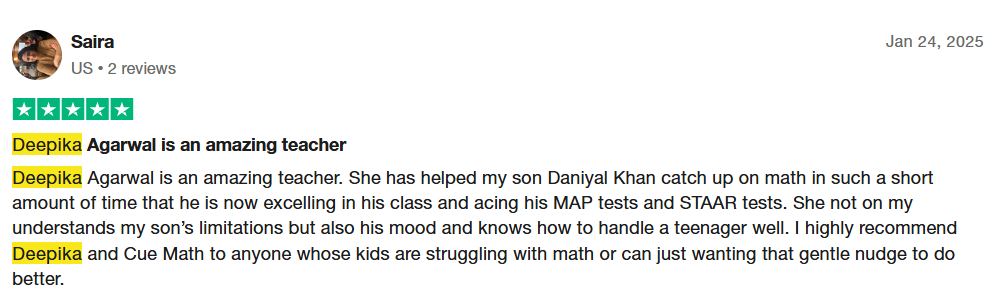 Saira
Jan 24, 2025
US • 2 reviews
Deepika Agarwal is an amazing teacher
Deepika Agarwal is an amazing teacher. She has helped my son Daniyal Khan catch up on math in such a short
amount of time that he is now excelling in his class and acing his MAP tests and STAAR tests. She not on my
understands my son’s limitations but also his mood and knows how to handle a teenager well. I highly recommend
Deepika and Cue Math to anyone whose kids are struggling with math or can just wanting that gentle nudge to do
better.